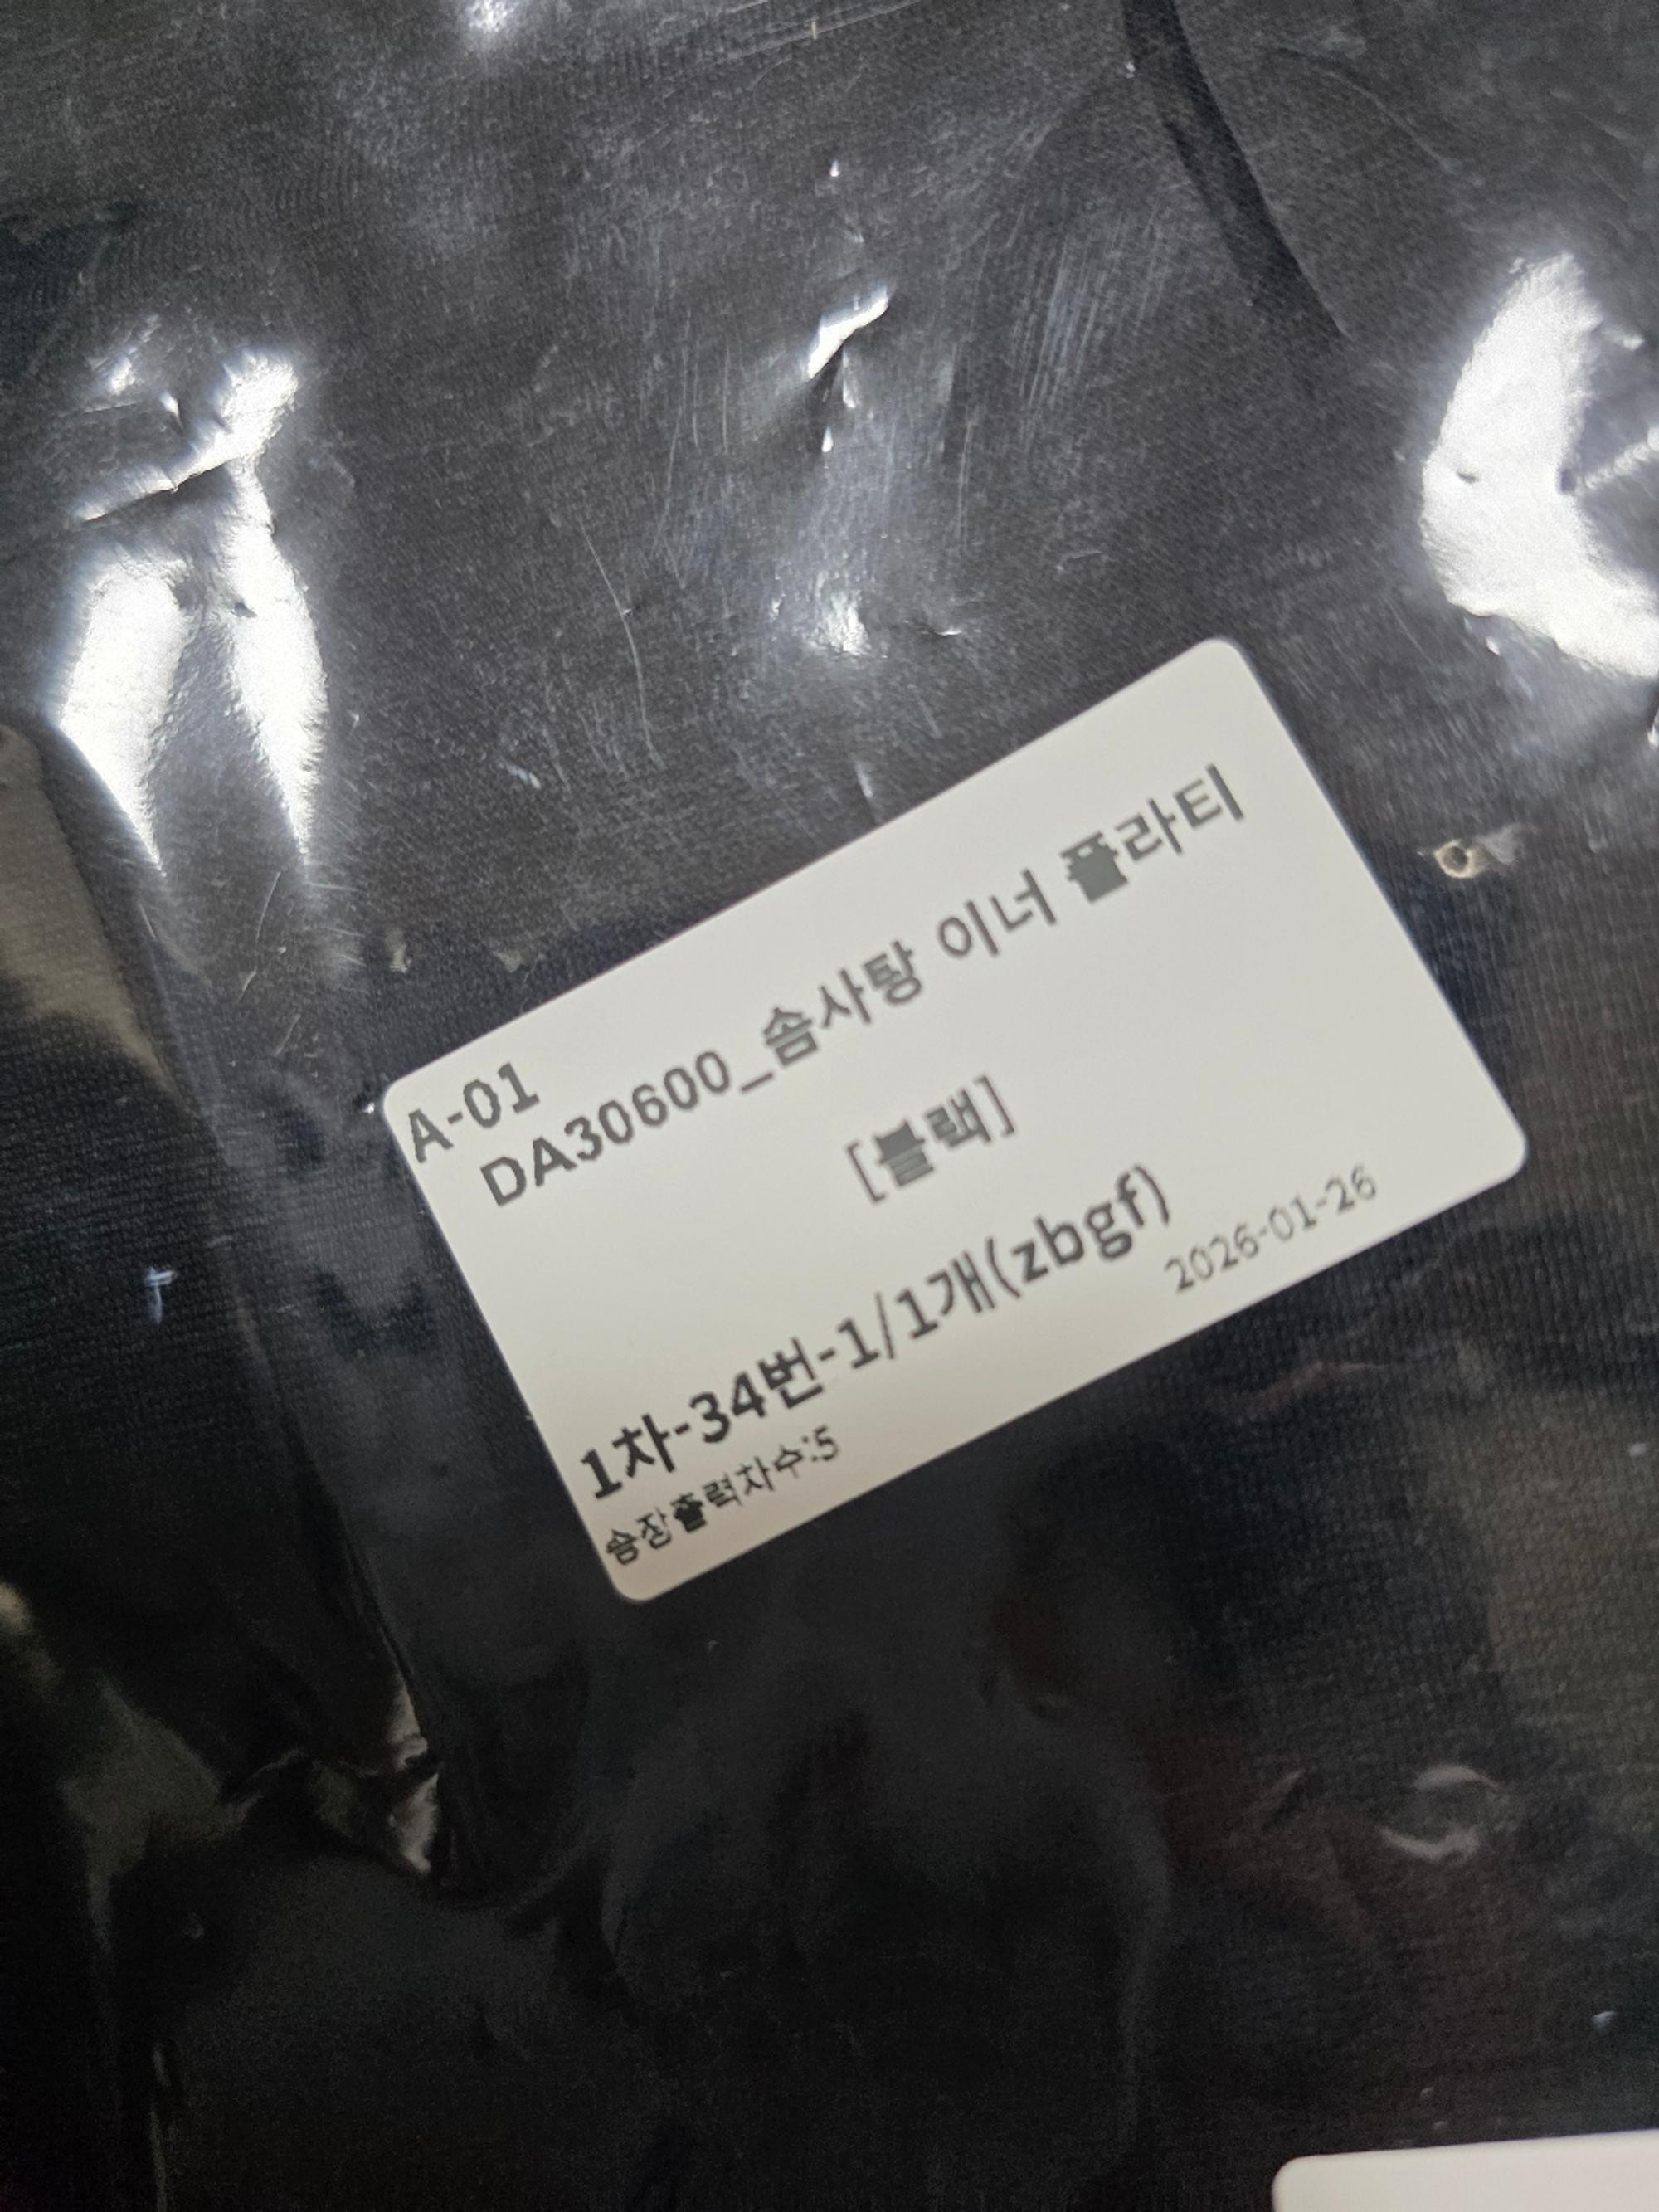 A-01
DA30600_솜사탕 이너 폴라티
[블랙]
1차-34번-1/1개(zbgf)
2026-01-26
송장출력차수:5